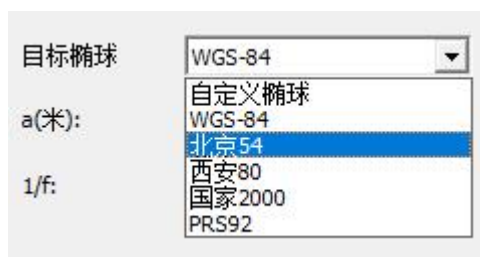 目标椭球
WGS-84
自定义椭球
a(米):
WGS-84
北京54
西安80
1/f:
国家2000
PRS92